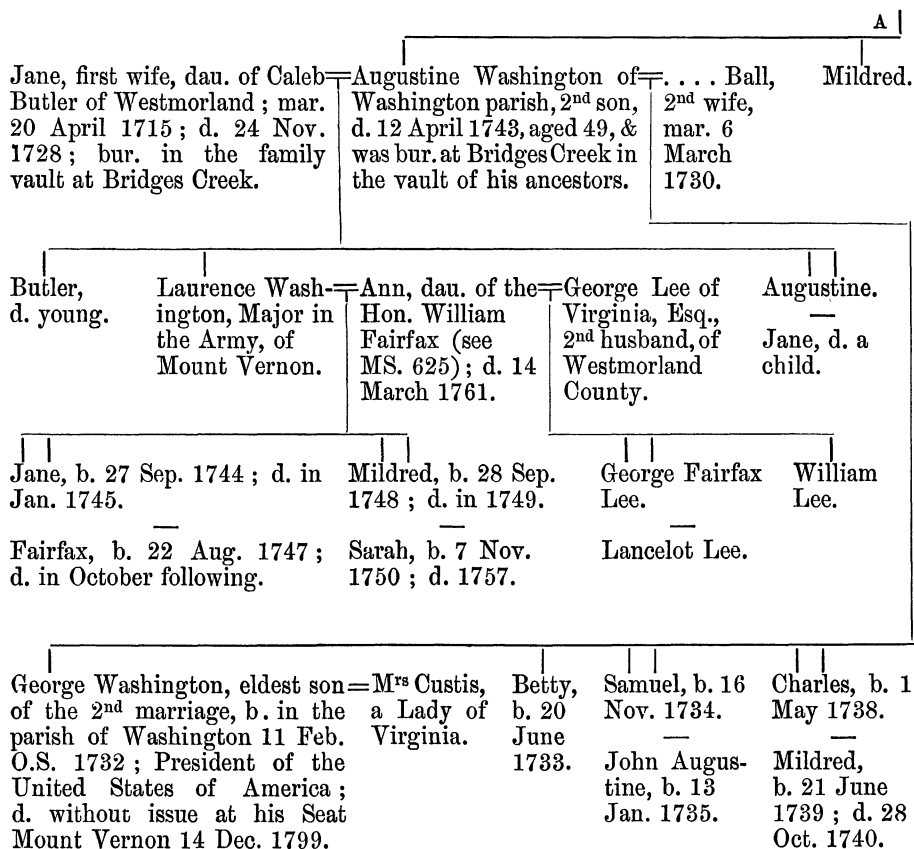 A
Jane, first wife, dau. of Caleb
Butler of Westmorland ; mar.
20 April 1715 ; d. 24 Nov.
1728 ; bur. in the family
vault at Bridges Creek.
Augustine Washington of
Washington parish, 2nd son,
d. 12 April 1743, aged 49, &
was bur. at Bridges Creek in
the vault of his ancestors.
. . . . Ball,
2nd wife,
mar. 6
March
1730.
Mildred.
Butler,
d. young.
Laurence Wash-
ington, Major in
the Army, of
Mount Vernon.
Ann, dau. of the
Hon. William
Fairfax (see
MS. 625) ; d. 14
March 1761.
George Lee of
Virginia, Esq.,
2nd husband, of
Westmorland
County.
Augustine.
—
Jane, d. a
child.
Jane, b. 27 Sep. 1744 ; d. in
Jan. 1745.
—
Fairfax, b. 22 Aug. 1747 ;
d. in October following.
Mildred, b. 28 Sep.
1748 ; d. in 1749.
—
Sarah, b. 7 Nov.
1750 ; d. 1757.
George Fairfax
Lee.
—
Lancelot Lee.
William
Lee.
George Washington, eldest son
of the 2nd marriage, b. in the
parish of Washington 11 Feb.
O.S. 1732 ; President of the
United States of America ;
d. without issue at his Seat
Mount Vernon 14 Dec. 1799.
=
Mrs Custis,
a Lady of
Virginia.
Betty,
b. 20
June
1733.
Samuel, b. 16
Nov. 1734.
—
John Augus-
tine, b. 13
Jan. 1735.
Charles, b. 1
May 1738.
—
Mildred,
b. 21 June
1739 ; d. 28
Oct. 1740.